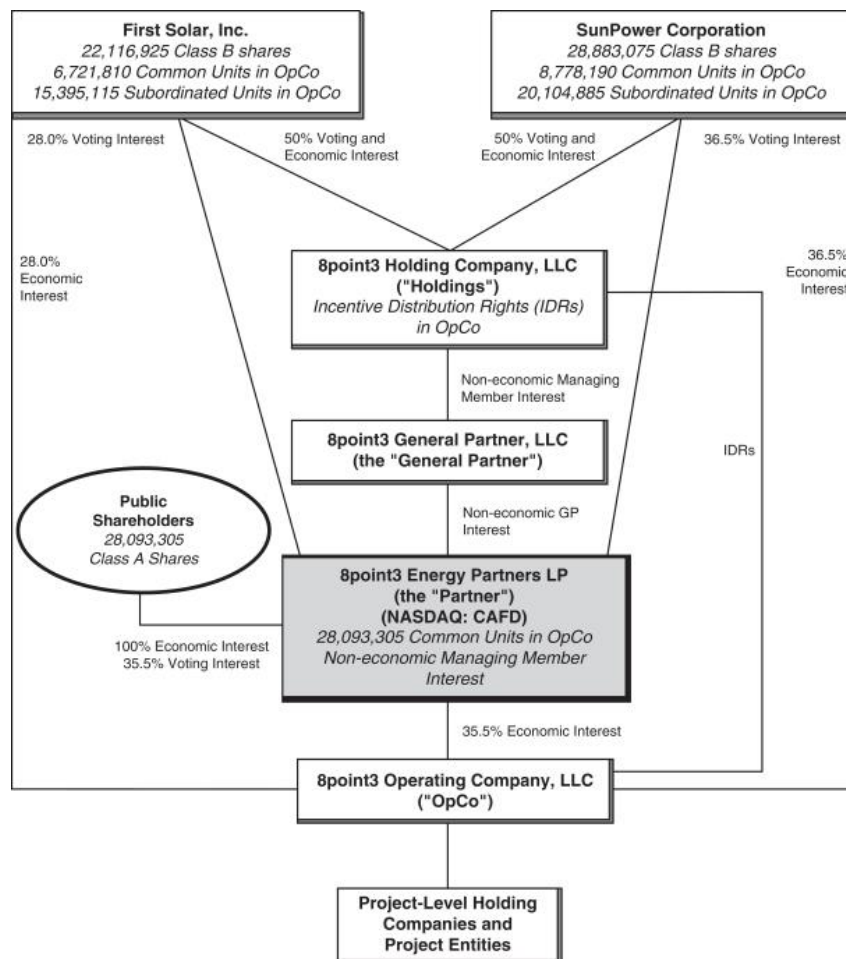 First Solar, Inc.
22,116,925 Class B shares
6,721,810 Common Units in OpCo
15,395,115 Subordinated Units in OpCo
SunPower Corporation
28,883,075 Class B shares
8,778,190 Common Units in OpCo
20,104,885 Subordinated Units in OpCo
28.0% Voting Interest
50% Voting and
Economic Interest
50% Voting and
Economic Interest
36.5% Voting Interest
28.0%
Economic
Interest
8point3 Holding Company, LLC
("Holdings")
Incentive Distribution Rights (IDRs)
in OpCo
36.5%
Economic
Interest
Non-economic Managing
Member Interest
8point3 General Partner, LLC
(the "General Partner")
IDRs
Public
Shareholders
28,093,305
Class A Shares
Non-economic GP
Interest
8point3 Energy Partners LP
(the "Partner")
(NASDAQ: CAFD)
28,093,305 Common Units in OpCo
Non-economic Managing Member
Interest
100% Economic Interest
35.5% Voting Interest
35.5% Economic Interest
8point3 Operating Company, LLC
("OpCo")
Project-Level Holding
Companies and
Project Entities